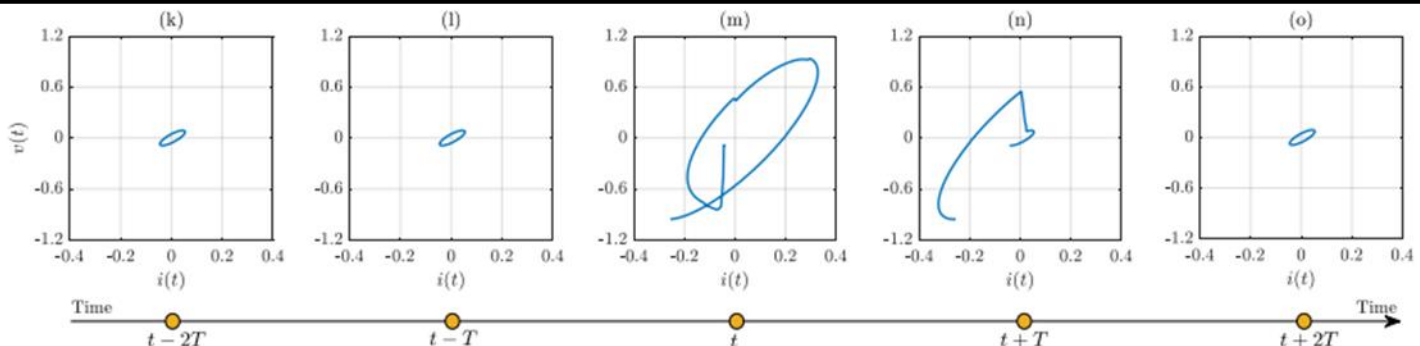 (k) (l) (m) (n) (o)
1.2 1.2 1.2 1.2 1.2
0.6 0.6 0.6 0.6 0.6
v(t) 0 0 0 0 0
-0.6 -0.6 -0.6 -0.6 -0.6
-1.2 -1.2 -1.2 -1.2 -1.2
-0.4 -0.2 0 0.2 0.4 -0.4 -0.2 0 0.2 0.4 -0.4 -0.2 0 0.2 0.4 -0.4 -0.2 0 0.2 0.4 -0.4 -0.2 0 0.2 0.4
i(t) i(t) i(t) i(t) i(t)
Time Time
t − 2T t − T t t + T t + 2T